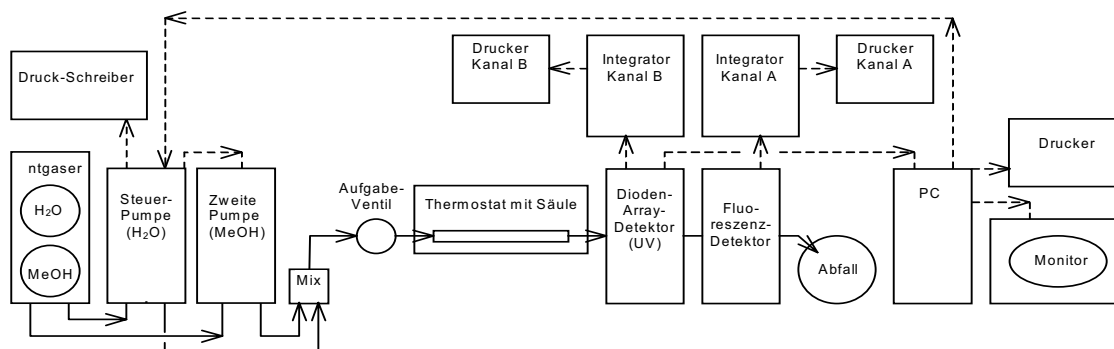 Drucker
Kanal B
Integrator
Kanal B
Integrator
Kanal A
Drucker
Kanal A
Druck-Schreiber
Drucker
ntgaser
H2O
MeOH
Steuer-
Pumpe
(H2O)
Zweite
Pumpe
(MeOH)
Mix
Aufgabe-
Ventil
Thermostat mit Säule
Dioden-
Array-
Detektor
(UV)
Fluo-
reszenz-
Detektor
Abfall
PC
Monitor